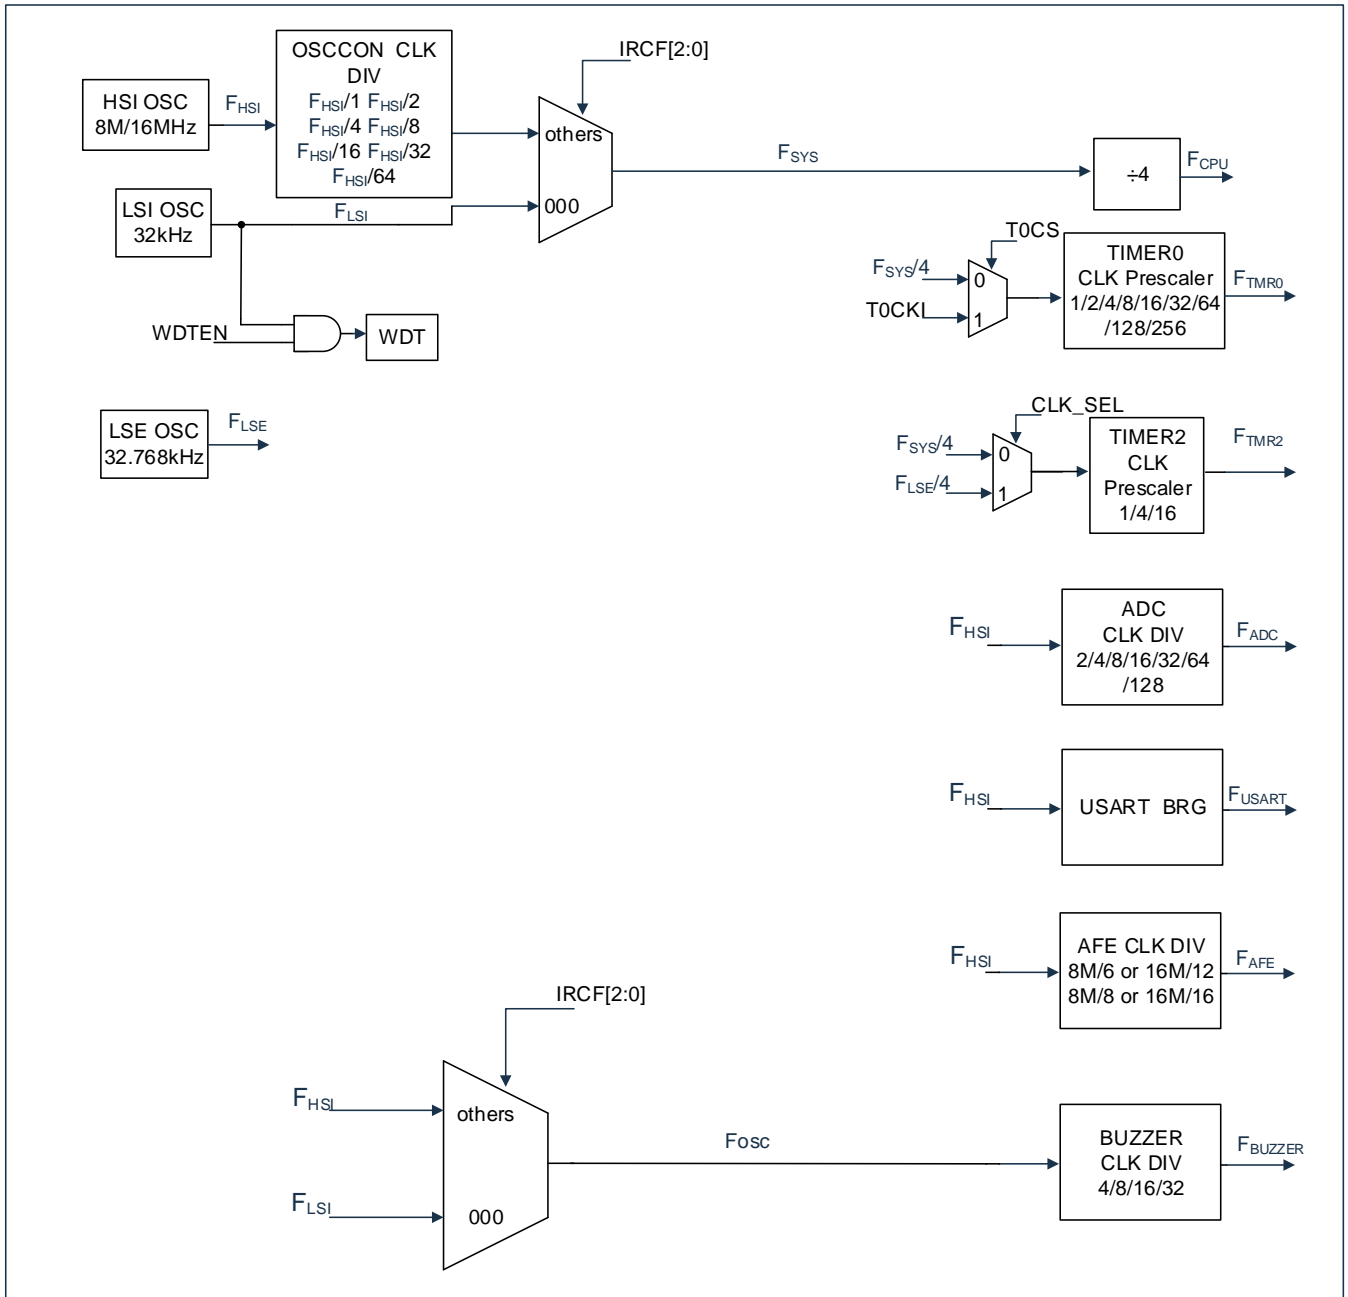 OSCCON CLK
DIV
FHSI/1 FHSI/2
FHSI/4 FHSI/8
FHSI/16 FHSI/32
FHSI/64
IRCF[2:0]
HSI OSC
8M/16MHz
FHSI
others
000
FSYS
÷4
FCPU
LSI OSC
32kHz
FLSI
WDTEN
WDT
T0CS
FSYS/4
T0CKI
0
1
TIMER0
CLK Prescaler
1/2/4/8/16/32/64
/128/256
FTMR0
LSE OSC
32.768kHz
FLSE
CLK_SEL
FSYS/4
FLSE/4
0
1
TIMER2
CLK
Prescaler
1/4/16
FTMR2
FHSI
ADC
CLK DIV
2/4/8/16/32/64
/128
FADC
FHSI
USART BRG
FUSART
FHSI
AFE CLK DIV
8M/6 or 16M/12
8M/8 or 16M/16
FAFE
IRCF[2:0]
FHSI
others
FLSI
000
Fosc
BUZZER
CLK DIV
4/8/16/32
FBUZZER